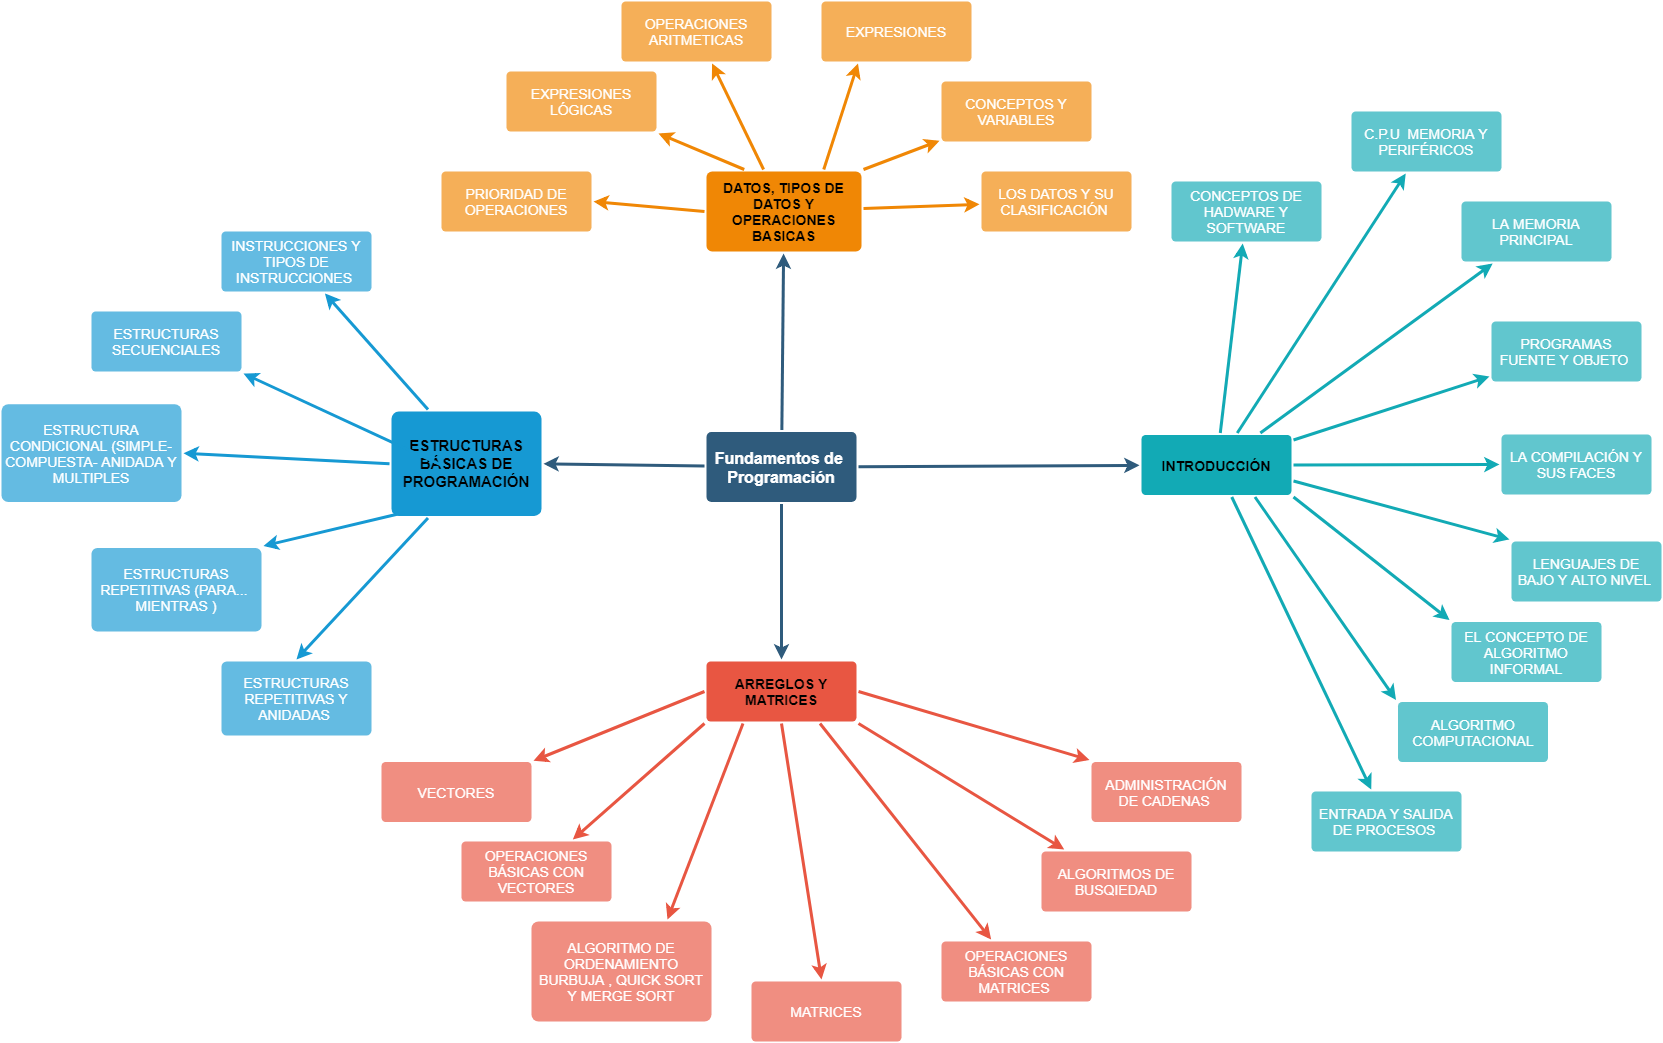 Fundamentos de
Programación
DATOS, TIPOS DE
DATOS Y
OPERACIONES
BASICAS
PRIORIDAD DE
OPERACIONES
EXPRESIONES
LÓGICAS
OPERACIONES
ARITMETICAS
EXPRESIONES
CONCEPTOS Y
VARIABLES
LOS DATOS Y SU
CLASIFICACIÓN
INTRODUCCIÓN
CONCEPTOS DE
HADWARE Y
SOFTWARE
C.P.U MEMORIA Y
PERIFÉRICOS
LA MEMORIA
PRINCIPAL
PROGRAMAS
FUENTE Y OBJETO
LA COMPILACIÓN Y
SUS FACES
LENGUAJES DE
BAJO Y ALTO NIVEL
EL CONCEPTO DE
ALGORITMO
INFORMAL
ALGORITMO
COMPUTACIONAL
ENTRADA Y SALIDA
DE PROCESOS
ARREGLOS Y
MATRICES
ADMINISTRACIÓN
DE CADENAS
ALGORITMOS DE
BUSQIEDAD
OPERACIONES
BÁSICAS CON
MATRICES
MATRICES
ALGORITMO DE
ORDENAMIENTO
BURBUJA , QUICK SORT
Y MERGE SORT
OPERACIONES
BÁSICAS CON
VECTORES
VECTORES
ESTRUCTURAS
BÁSICAS DE
PROGRAMACIÓN
INSTRUCCIONES Y
TIPOS DE
INSTRUCCIONES
ESTRUCTURAS
SECUENCIALES
ESTRUCTURA
CONDICIONAL (SIMPLE-
COMPUESTA- ANIDADA Y
MULTIPLES
ESTRUCTURAS
REPETITIVAS (PARA...
MIENTRAS )
ESTRUCTURAS
REPETITIVAS Y
ANIDADAS